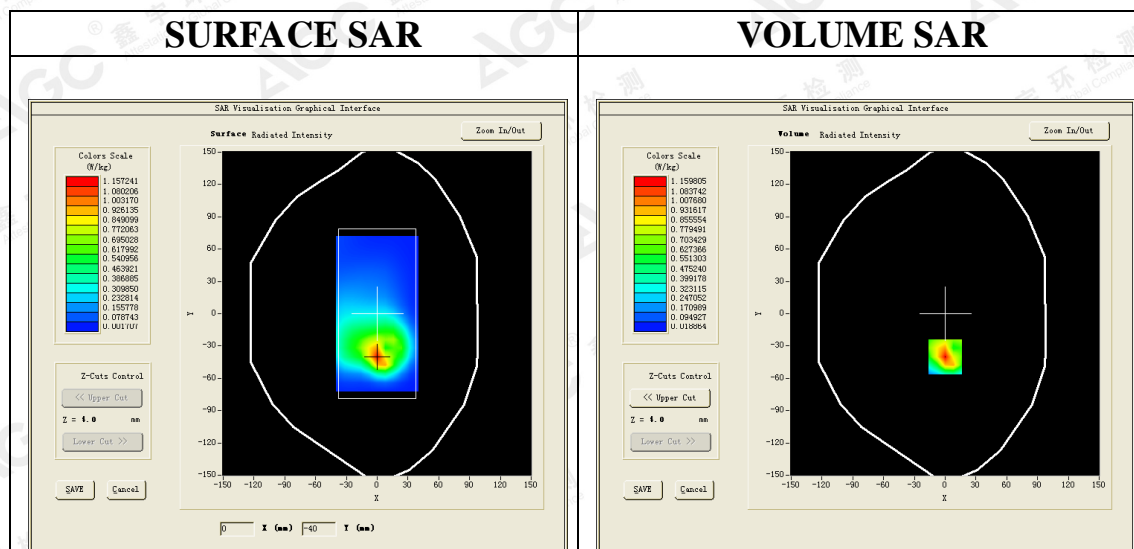 SURFACE SAR
VOLUME SAR
SAR Visualisation Graphical Interface
Surface Radiated Intensity
Zoom In/Out
Colors Scale
(W/kg)
1.157241
1.080206
1.003170
0.926135
0.849099
0.772063
0.695028
0.617992
0.540956
0.463921
0.386885
0.309850
0.232814
0.155778
0.078743
0.001707
150
120
90
60
30
0
-30
-60
-90
-120
-150
Y
-150 -120 -90 -60 -30 0 30 60 90 120 150
X
Z-Cuts Control
<< Upper Cut
Z = 4.0 mm
Lower Cut >>
SAVE
Cancel
0 X (mm) -40 Y (mm)
SAR Visualisation Graphical Interface
Volume Radiated Intensity
Zoom In/Out
Colors Scale
(W/kg)
1.159805
1.083742
1.007680
0.931617
0.855554
0.779491
0.703429
0.627366
0.551303
0.475240
0.399178
0.323115
0.247052
0.170989
0.094927
0.018864
150
120
90
60
30
0
-30
-60
-90
-120
-150
Y
-150 -120 -90 -60 -30 0 30 60 90 120 150
X
Z-Cuts Control
<< Upper Cut
Z = 4.0 mm
Lower Cut >>
SAVE
Cancel